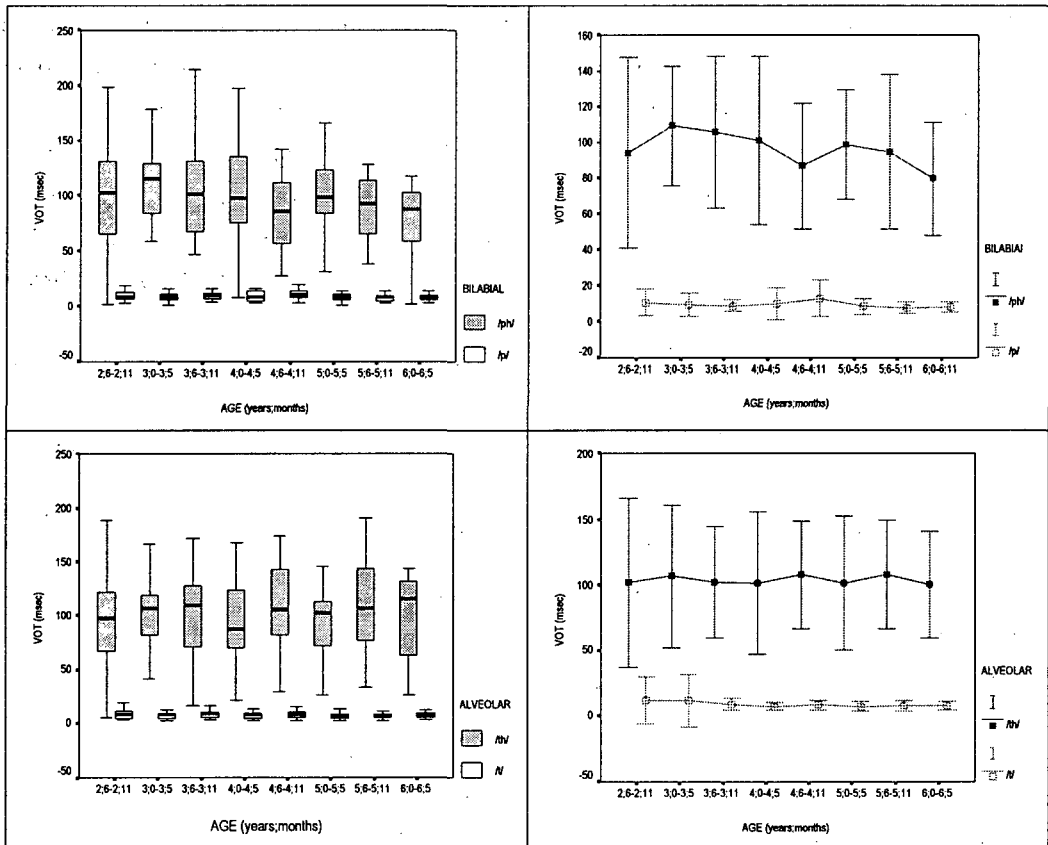 250
200
150
100
50
0
-50
VOT (msec)
2;6-2;11 3;0-3;5 3;6-3;11 4;0-4;5 4;6-4;11 5;0-5;5 5;6-5;11 6;0-6;5
AGE (years;months)
BILABIAL
/ph/
/p/
160
140
120
100
80
60
40
20
0
-20
VOT (msec)
2;6-2;11 3;0-3;5 3;6-3;11 4;0-4;5 4;6-4;11 5;0-5;5 5;6-5;11 6;0-6;11
AGE (years;months)
BILABIAI
/ph/
/p/
250
200
150
100
50
0
-50
VOT (msec)
2;6-2;11 3;0-3;5 3;6-3;11 4;0-4;5 4;6-4;11 5;0-5;5 5;6-5;11 6;0-6;5
AGE (years;months)
ALVEOLAR
/th/
/t/
200
150
100
50
0
-50
VOT (msec)
2;6-2;11 3;0-3;5 3;6-3;11 4;0-4;5 4;6-4;11 5;0-5;5 5;6-5;11 6;0-6;5
AGE (years;months)
ALVEOLAR
/th/
/t/